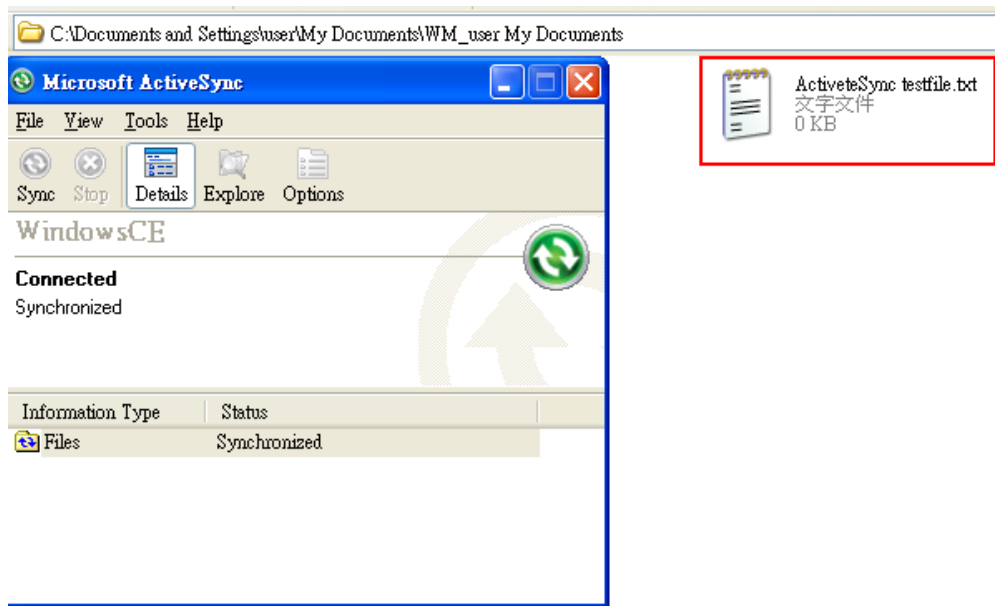 C:\Documents and Settings\user\My Documents\WM_user My Documents
Microsoft ActiveSync
File View Tools Help
Sync Stop Details Explore Options
WindowsCE
Connected
Synchronized
Information Type Status
Files Synchronized
ActiveteSync testfile.txt
文字文件
0 KB